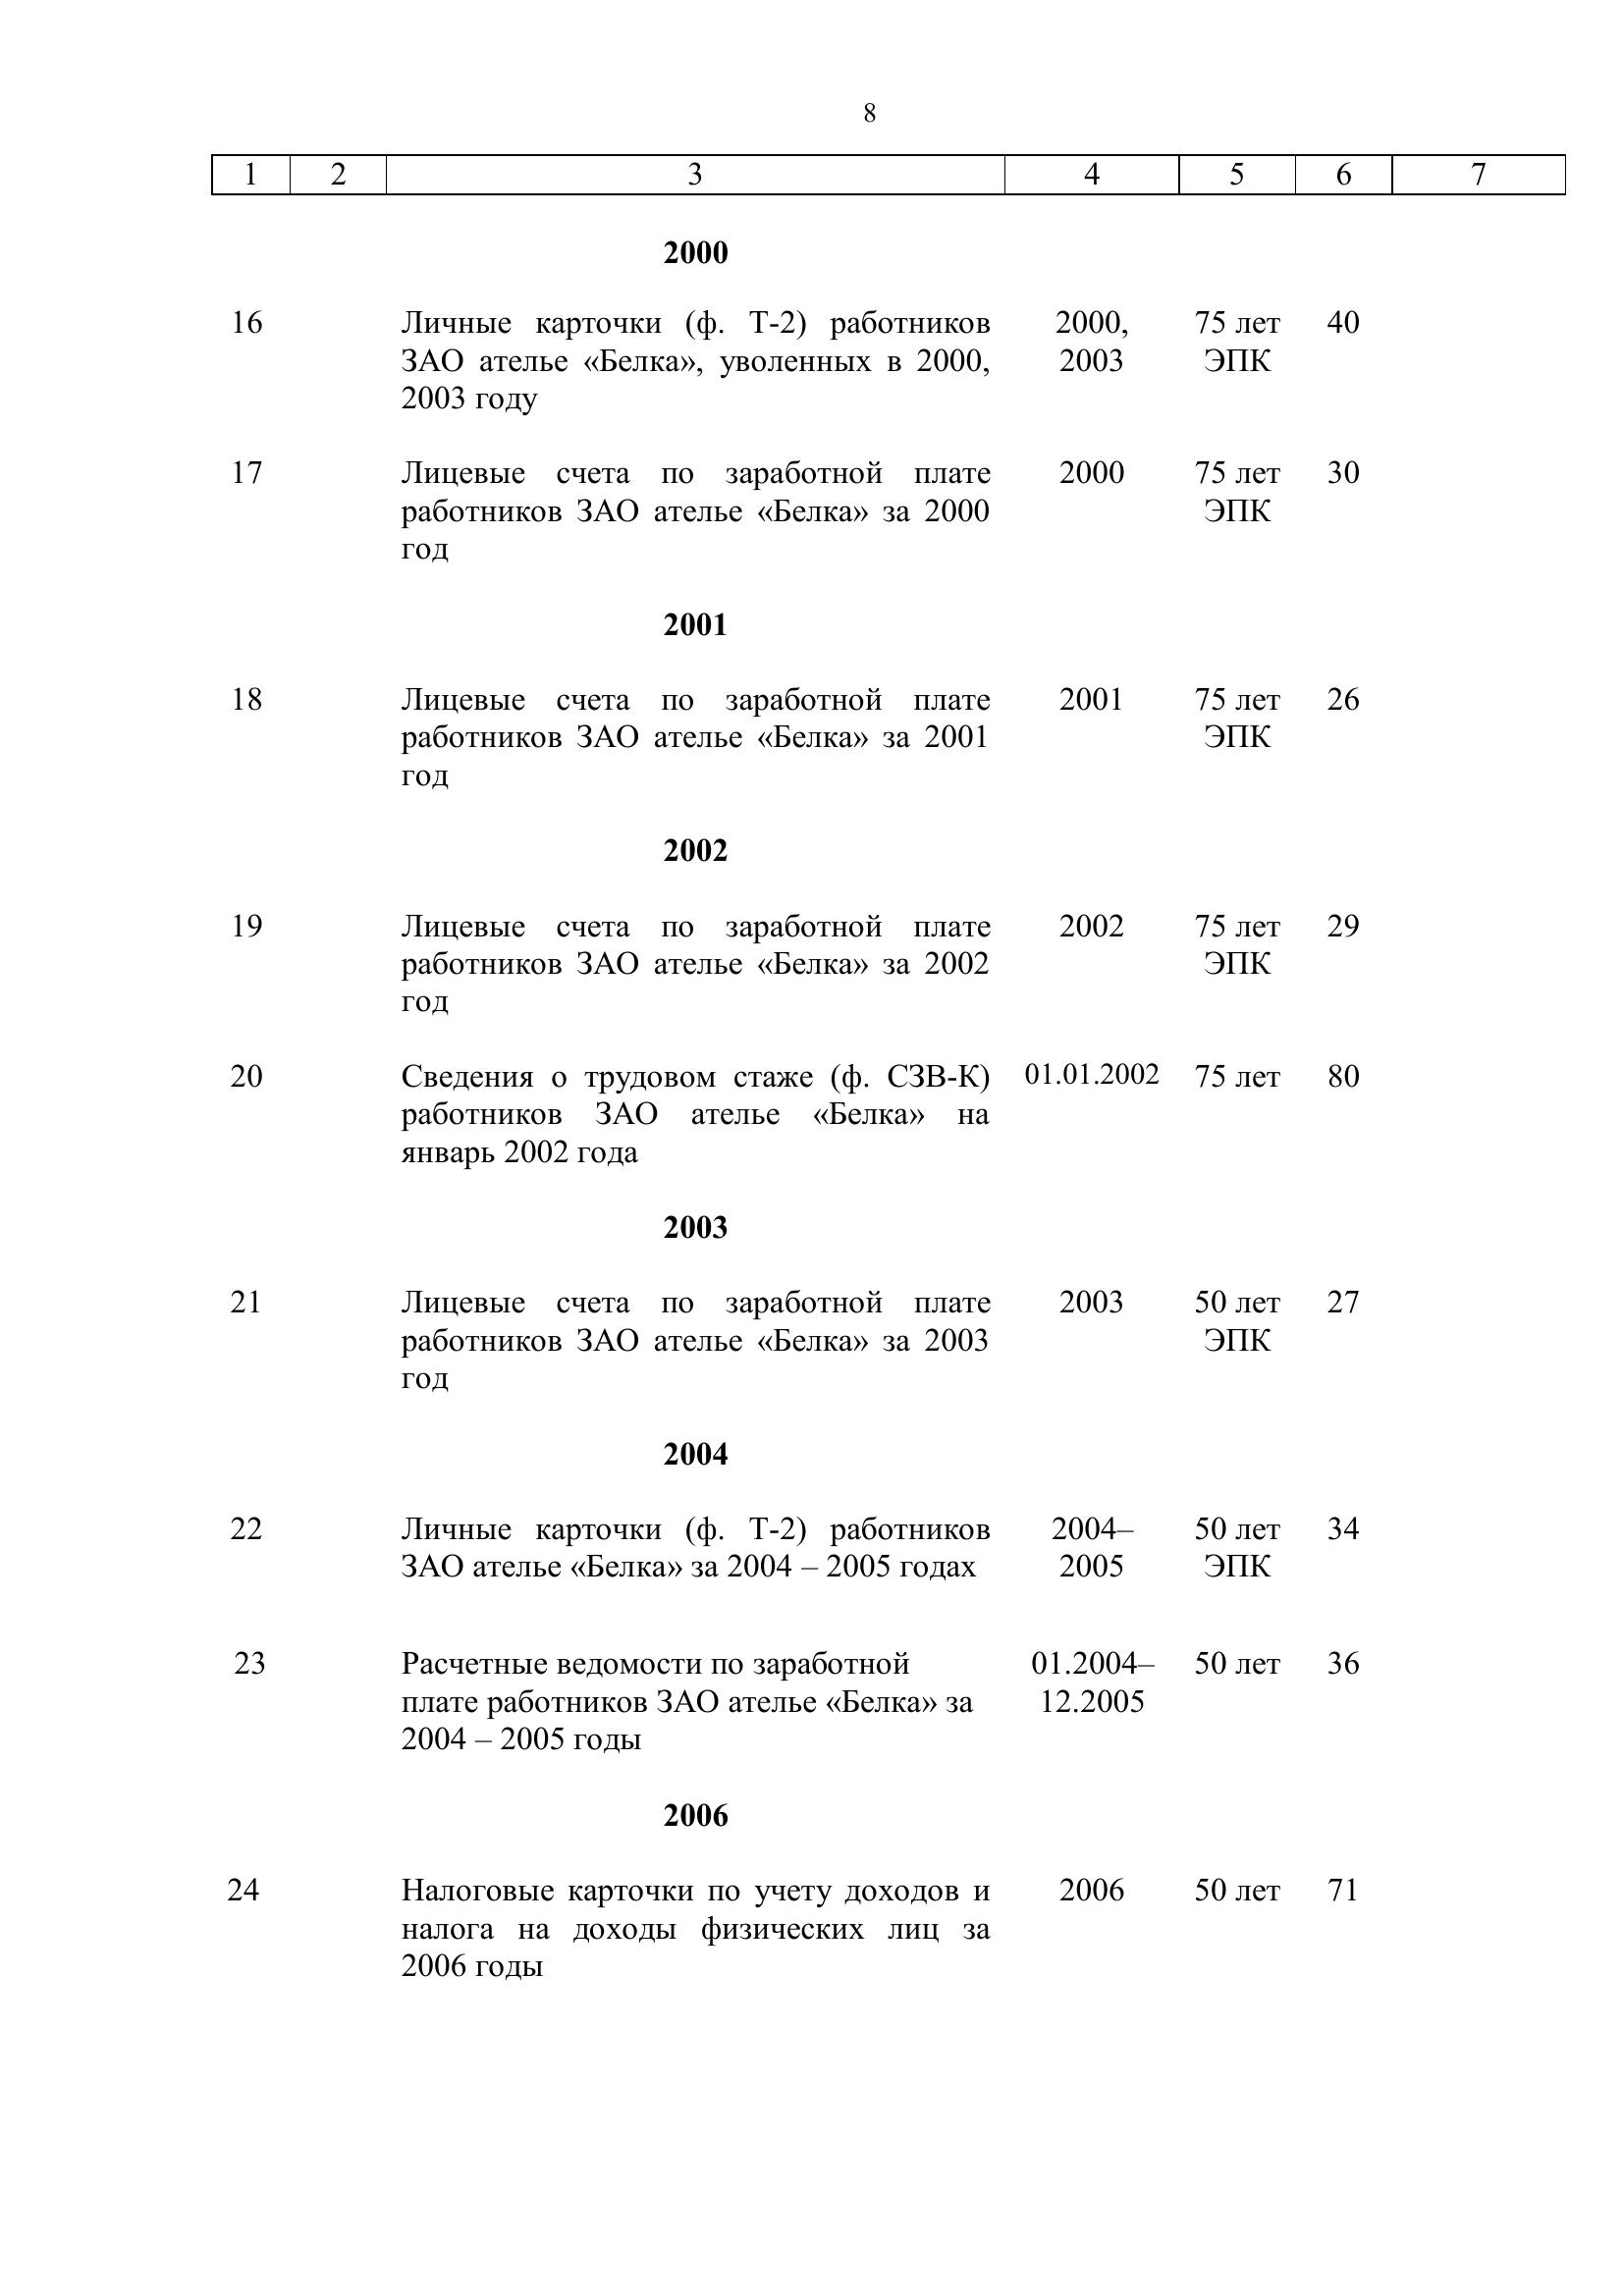 8
1 2 3 4 5 6 7
2000
16 Личные карточки (ф. Т-2) работников 2000, 75 лет 40
ЗАО ателье «Белка», уволенных в 2000, 2003 ЭПК
2003 году
17 Лицевые счета по заработной плате 2000 75 лет 30
работников ЗАО ателье «Белка» за 2000 ЭПК
год
2001
18 Лицевые счета по заработной плате 2001 75 лет 26
работников ЗАО ателье «Белка» за 2001 ЭПК
год
2002
19 Лицевые счета по заработной плате 2002 75 лет 29
работников ЗАО ателье «Белка» за 2002 ЭПК
год
20 Сведения о трудовом стаже (ф. СЗВ-К) 01.01.2002 75 лет 80
работников ЗАО ателье «Белка» на
январь 2002 года
2003
21 Лицевые счета по заработной плате 2003 50 лет 27
работников ЗАО ателье «Белка» за 2003 ЭПК
год
2004
22 Личные карточки (ф. Т-2) работников 2004– 50 лет 34
ЗАО ателье «Белка» за 2004 – 2005 годах 2005 ЭПК
23 Расчетные ведомости по заработной 01.2004– 50 лет 36
плате работников ЗАО ателье «Белка» за 12.2005
2004 – 2005 годы
2006
24 Налоговые карточки по учету доходов и 2006 50 лет 71
налога на доходы физических лиц за
2006 годы